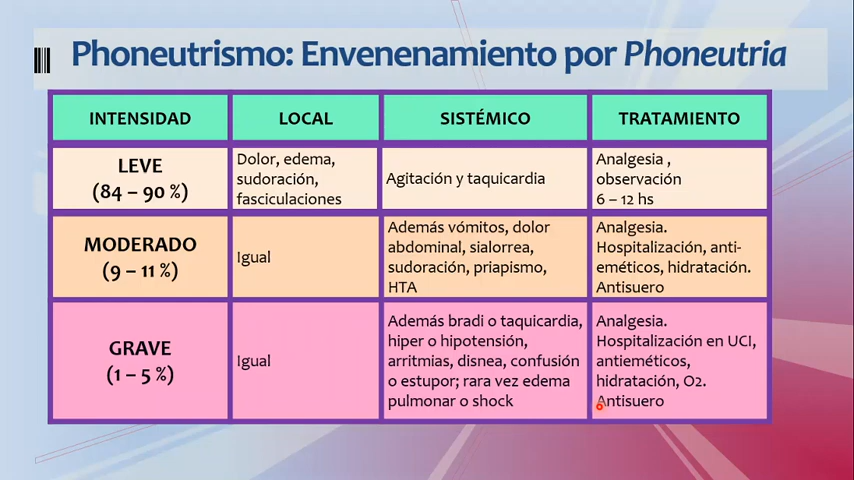 Phoneutrismo: Envenenamiento por Phoneutria
INTENSIDAD
LOCAL
SISTÉMICO
TRATAMIENTO
LEVE
(84 – 90 %)
Dolor, edema,
sudoración,
fasciculaciones
Agitación y taquicardia
Analgesia ,
observación
6 – 12 hs
MODERADO
(9 – 11 %)
Igual
Además vómitos, dolor
abdominal, sialorrea,
sudoración, priapismo,
HTA
Analgesia.
Hospitalización, anti-
eméticos, hidratación.
Antisuero
GRAVE
(1 – 5 %)
Igual
Además bradi o taquicardia,
hiper o hipotensión,
arritmias, disnea, confusión
o estupor; rara vez edema
pulmonar o shock
Analgesia.
Hospitalización en UCI,
antieméticos,
hidratación, O2.
Antisuero